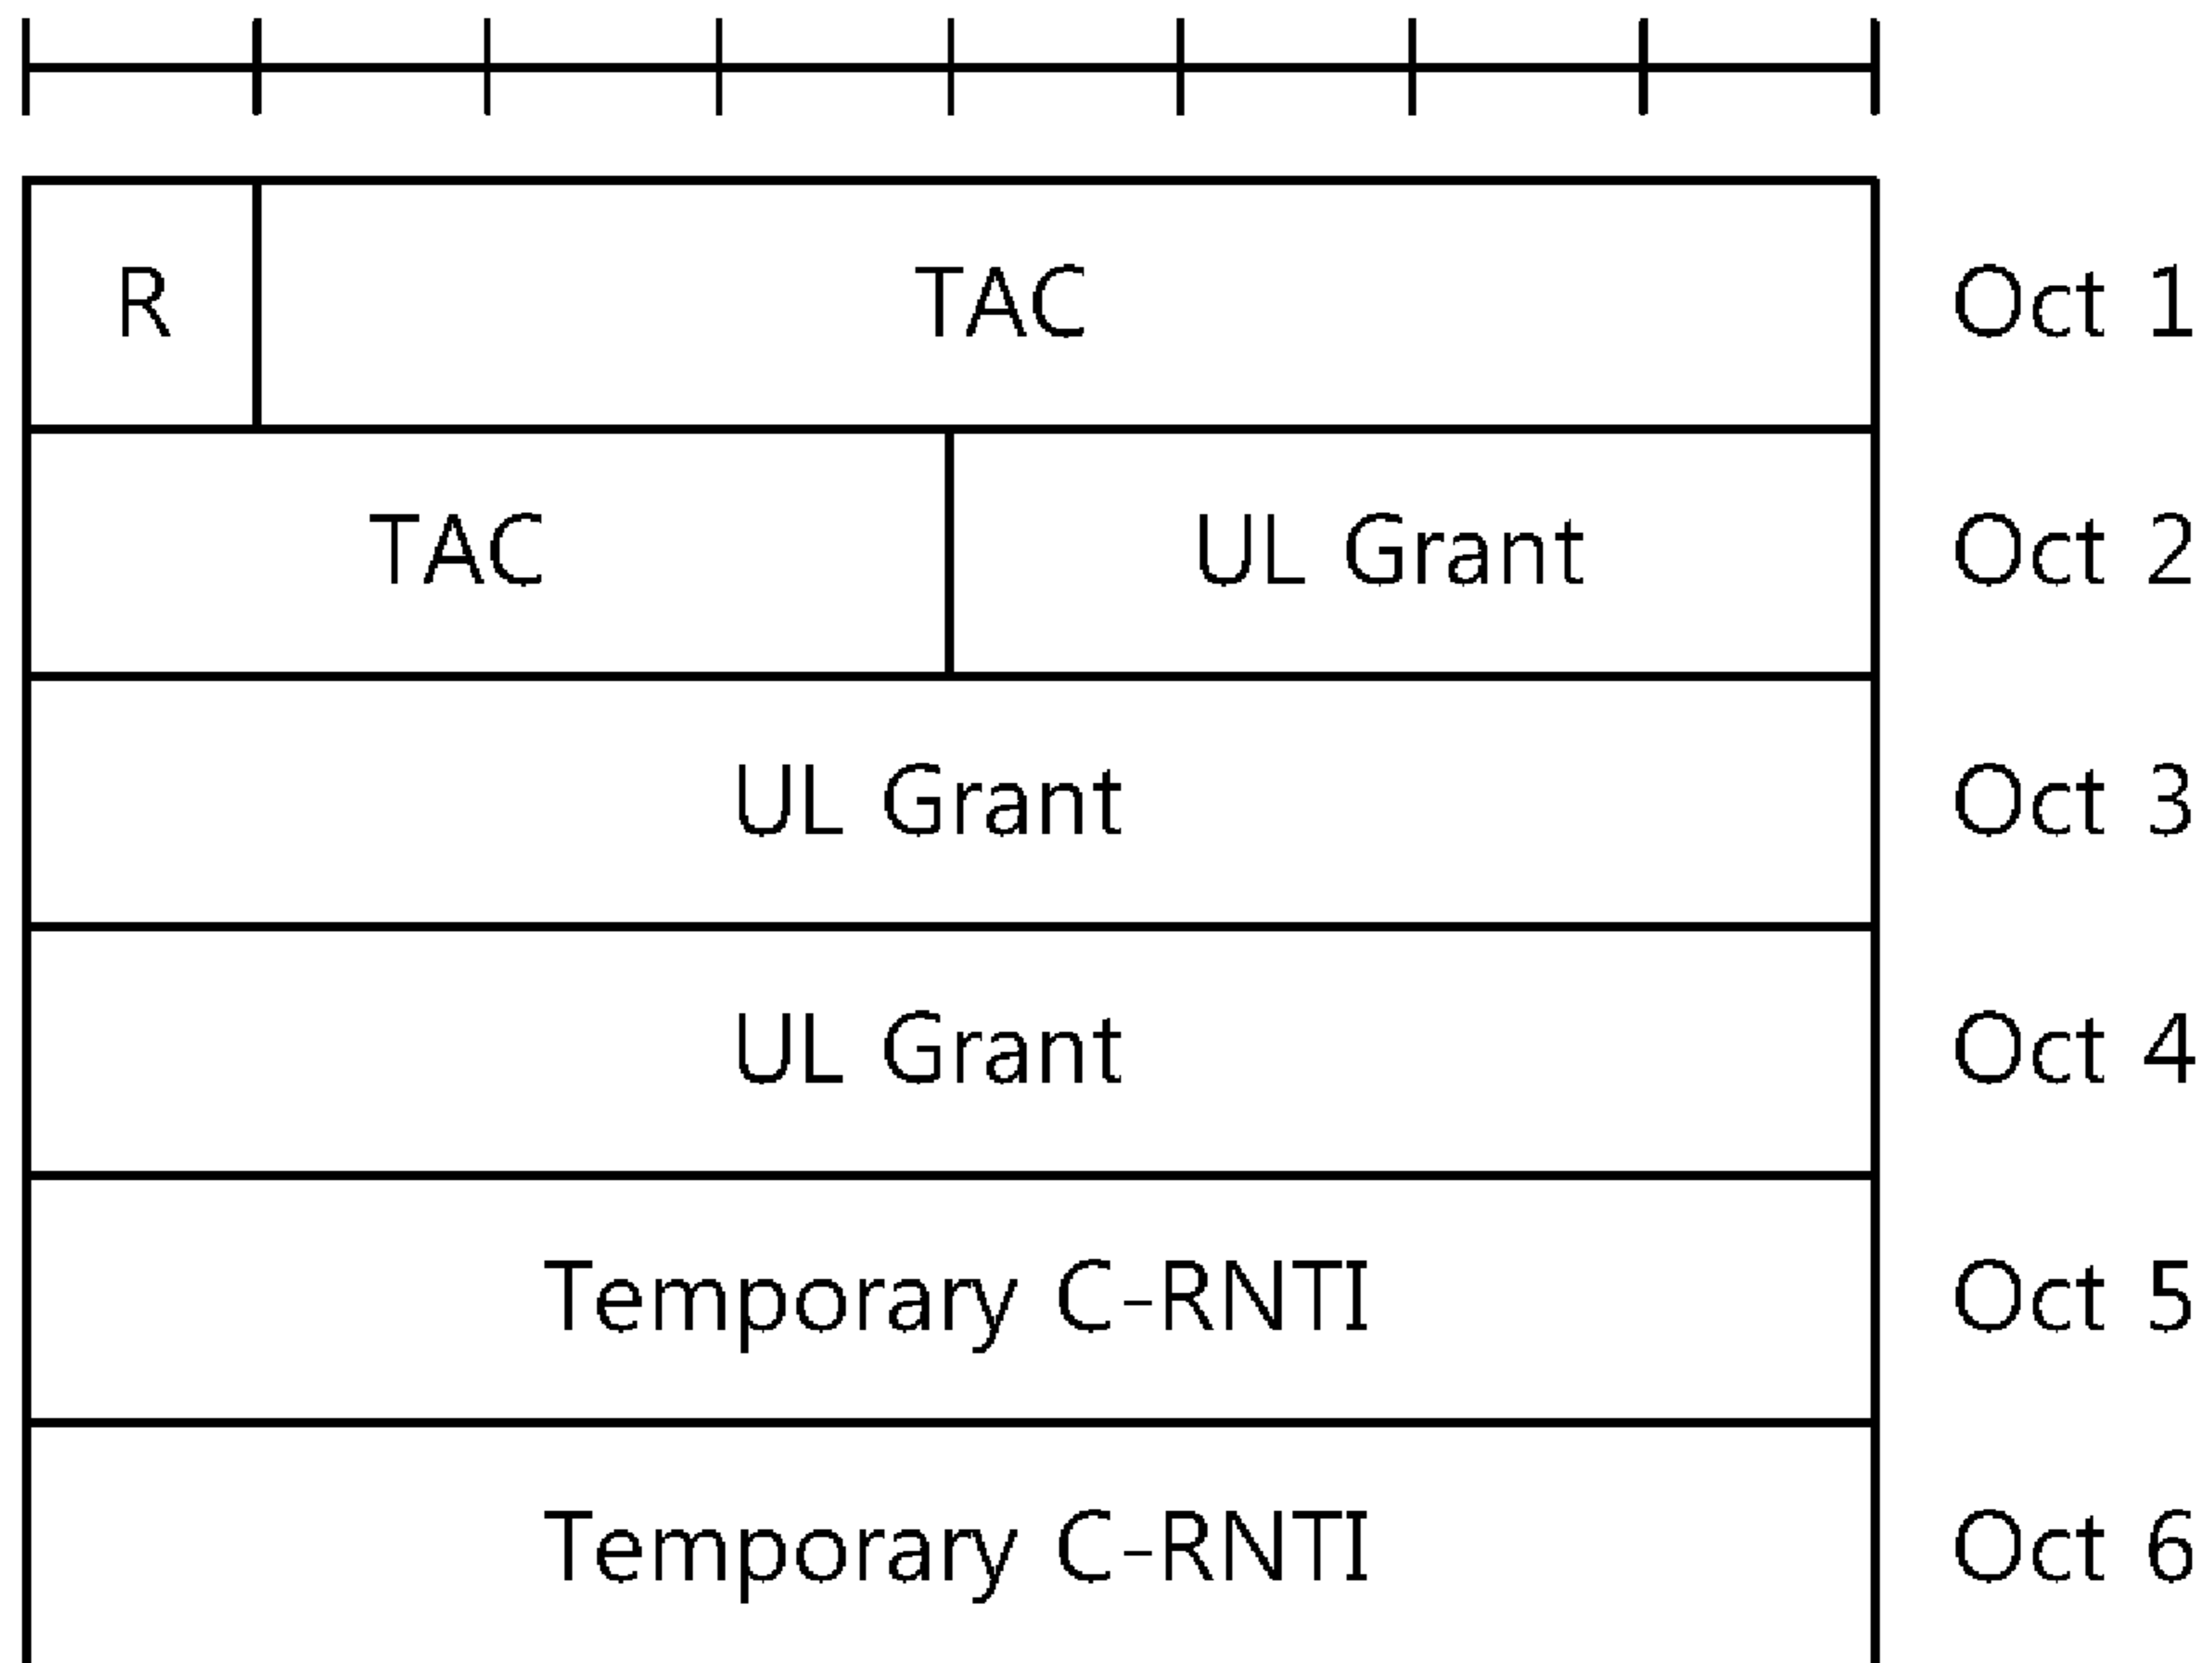 R TAC Oct 1
TAC UL Grant Oct 2
UL Grant Oct 3
UL Grant Oct 4
Temporary C-RNTI Oct 5
Temporary C-RNTI Oct 6